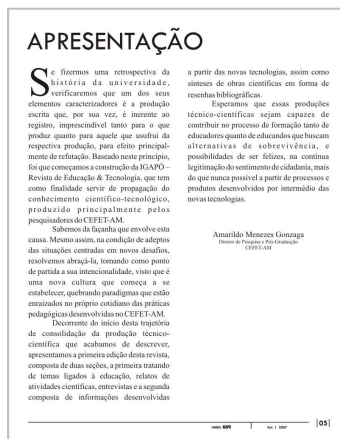 APRESENTAÇÃO
Se fizermos uma retrospectiva da
história da universidade,
verificaremos que um dos seus
elementos caracterizadores é a produção
escrita que, por sua vez, é inerente ao
registro, imprescindível tanto para o que
produz quanto para aquele que usufrui da
respectiva produção, para efeito principal-
mente de refutação. Baseado neste princípio,
foi que começamos a construção da IGAPÓ –
Revista de Educação & Tecnologia, que tem
como finalidade servir de propagação do
conhecimento científico-tecnológico,
produzido principalmente pelos
pesquisadores do CEFET-AM.
Sabemos da façanha que envolve esta
causa. Mesmo assim, na condição de adeptos
das situações centradas em novos desafios,
resolvemos abraçá-la, tomando como ponto
de partida a sua intencionalidade, visto que é
uma nova cultura que começa a se
estabelecer, quebrando paradigmas que estão
enraizados no próprio cotidiano das práticas
pedagógicas desenvolvidas no CEFET-AM.
Decorrente do início desta trajetória
de consolidação da produção técnico-
científica que acabamos de descrever,
apresentamos a primeira edição desta revista,
composta de duas seções, a primeira tratando
de temas ligados à educação, relatos de
atividades científicas, entrevistas e a segunda
composta de informações desenvolvidas
a partir das novas tecnologias, assim como
sínteses de obras científicas em forma de
resenhas bibliográficas.
Esperamos que essas produções
técnico-científicas sejam capazes de
contribuir no processo de formação tanto de
educadores quanto de educandos que buscam
alternativas de sobrevivência, e
possibilidades de ser felizes, na contínua
legitimação do sentimento de cidadania, mais
do que nunca possível a partir de processos e
produtos desenvolvidos por intermédio das
novas tecnologias.
Amarildo Menezes Gonzaga
Diretor de Pesquisa e Pós-Graduação
CEFET-AM
Vol. 1 2007 |05|